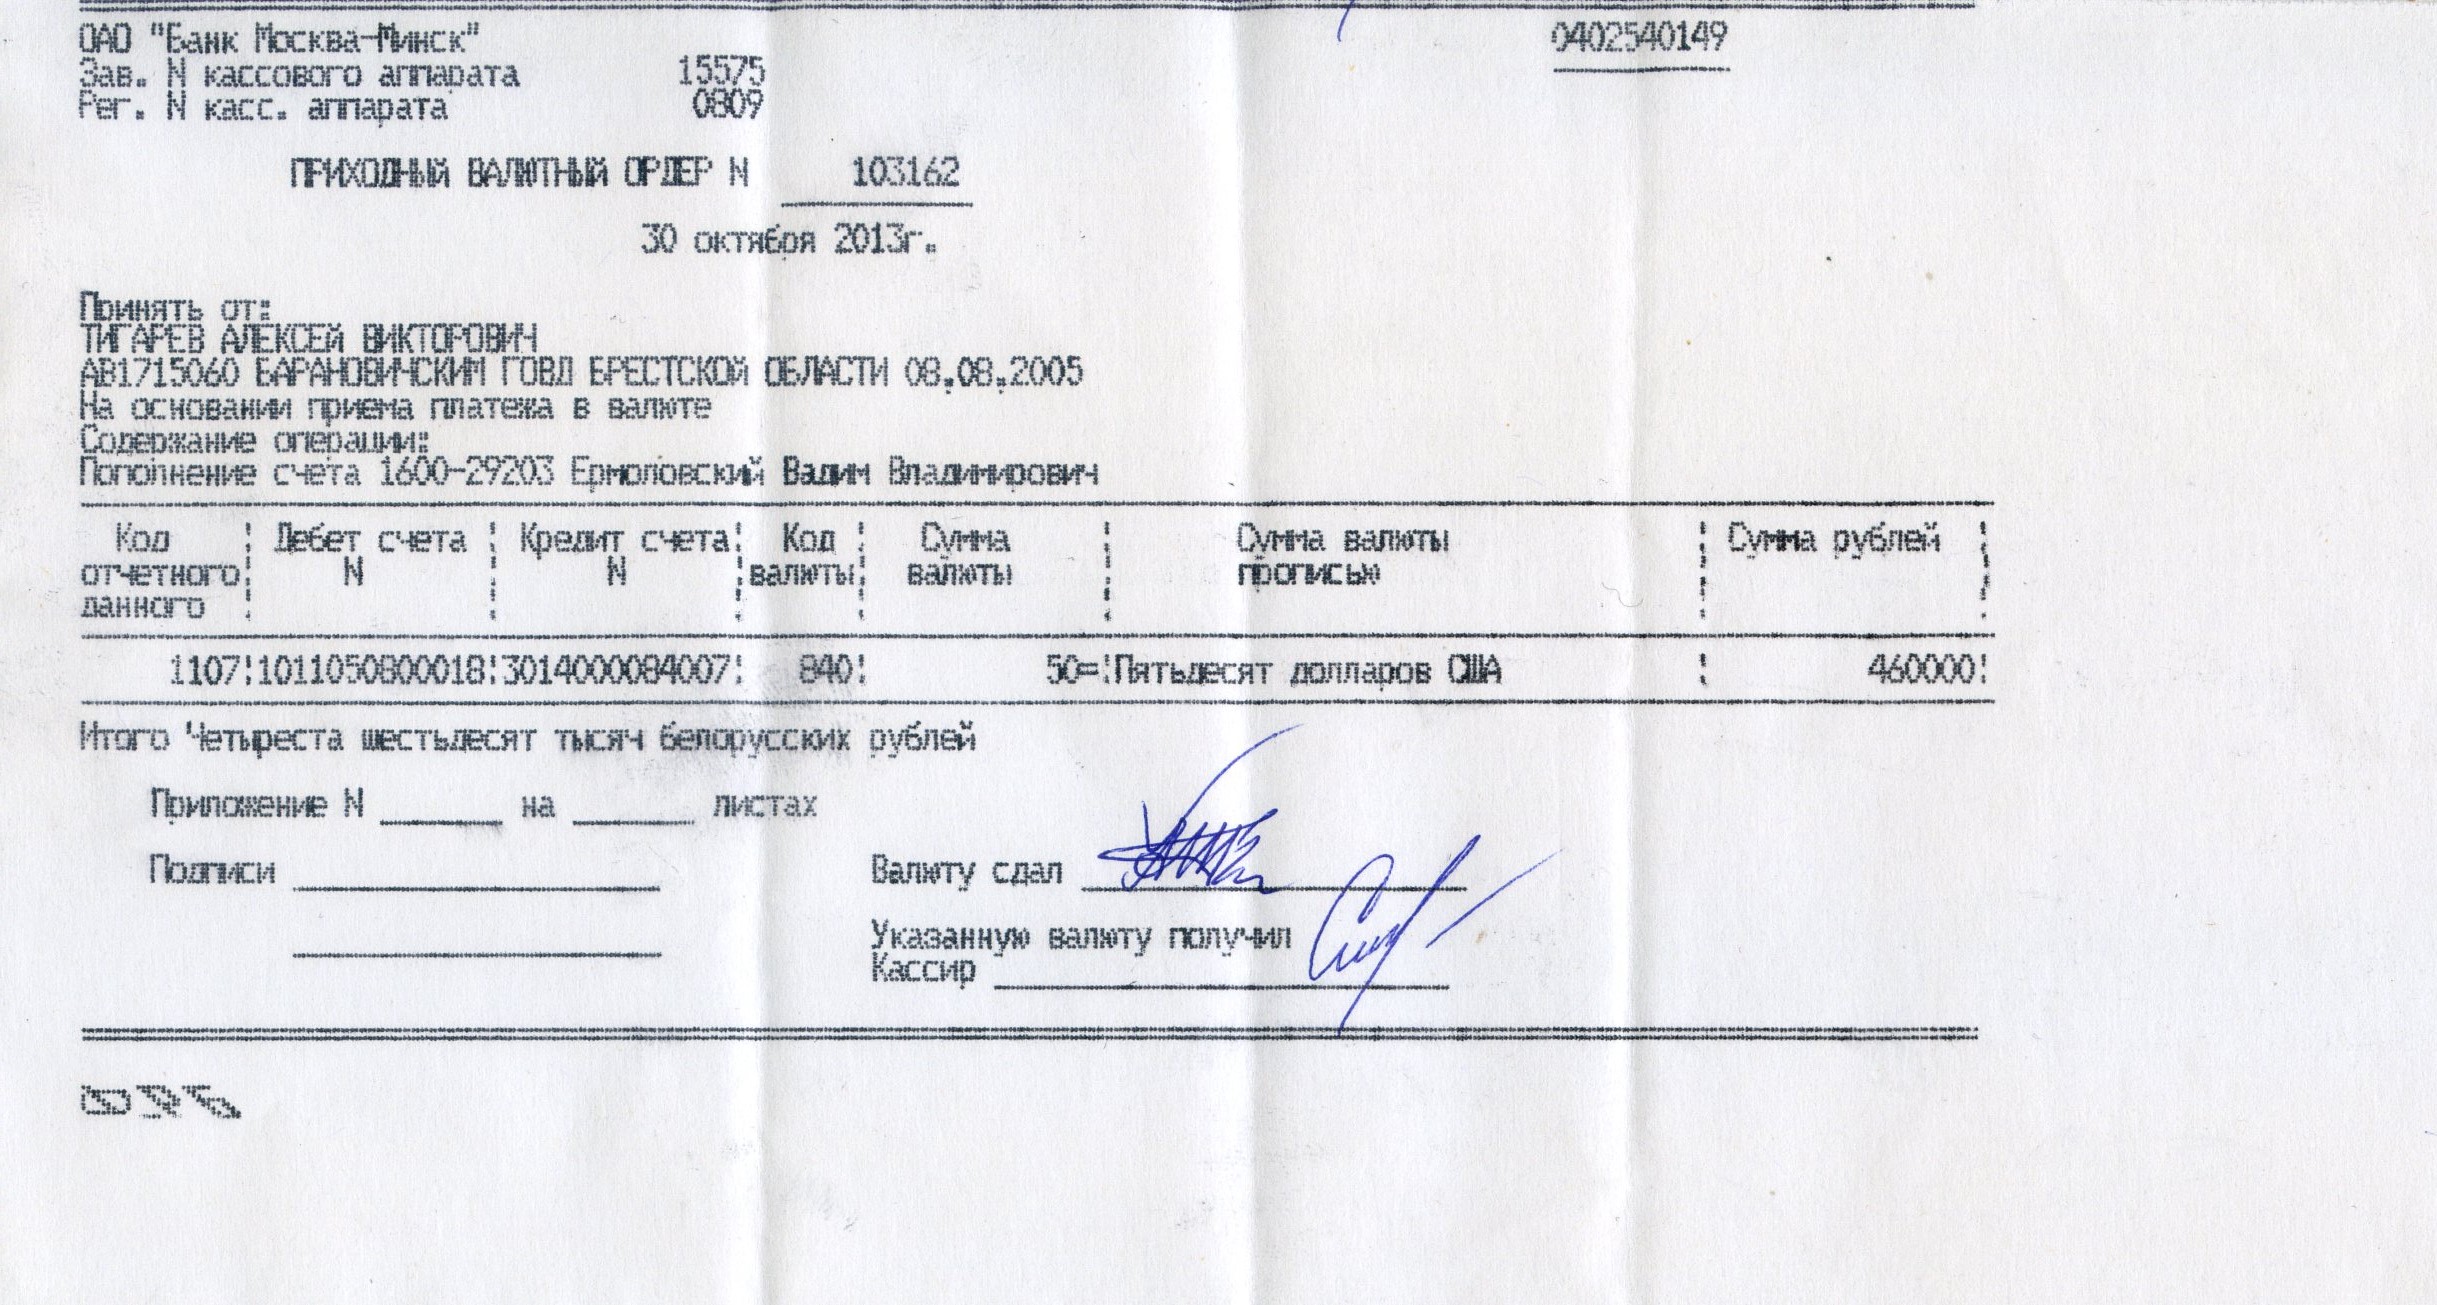 0402540149
ОАО "Банк Москва-Минск"
Зав. N кассового аппарата 15575
Рег. N касс. аппарата 0809
ПРИХОДНЫЙ ВАЛЮТНЫЙ ОРДЕР N 103162
30 октября 2013г.
Принять от:
ТИГАРЕВ АЛЕКСЕЙ ВИКТОРОВИЧ
АВ1715060 БАРАНОВИЧСКИМ ГОВД БРЕСТСКОЙ ОБЛАСТИ 08.08.2005
На основании приема платежа в валюте
Содержание операции:
Пополнение счета 1600-29203 Ермоловский Вадим Владимирович
Код ¦ Дебет счета ¦ Кредит счета¦ Код ¦ Сумма ¦ Сумма валюты ¦ Сумма рублей ¦
отчетного¦ N ¦ N ¦валюты¦ валюты ¦ прописью ¦ ¦
данного ¦ ¦ ¦ ¦ ¦ ¦ ¦
1107¦1011050800018¦3014000084007¦ 840¦ 50=¦Пятьдесят долларов США ¦ 460000¦
Итого Четыреста шестьдесят тысяч белорусских рублей
Приложение N ______ на ______ листах
Подписи
Валюту сдал
Указанную валюту получил
Кассир